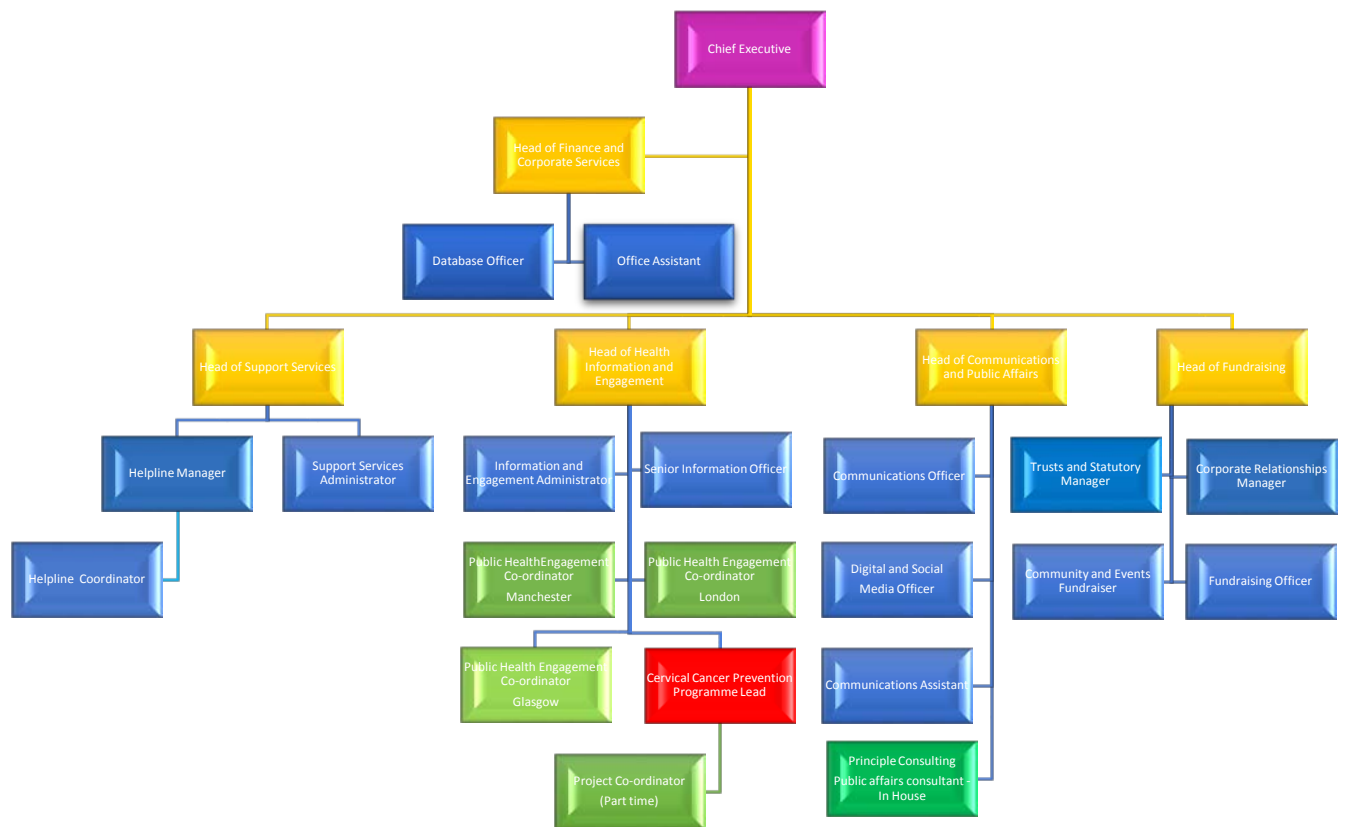 Chief Executive
Head of Finance and
Corporate Services
Database Officer
Office Assistant
Head of Support Services
Head of Health
Information and
Engagement
Head of Communications
and Public Affairs
Head of Fundraising
Helpline Manager
Support Services
Administrator
Information and
Engagement Administrator
Senior Information Officer
Communications Officer
Trusts and Statutory
Manager
Corporate Relationships
Manager
Helpline Coordinator
Public HealthEngagement
Co-ordinator
Manchester
Public Health Engagement
Co-ordinator
London
Digital and Social
Media Officer
Community and Events
Fundraiser
Fundraising Officer
Public Health Engagement
Co-ordinator
Glasgow
Cervical Cancer Prevention
Programme Lead
Communications Assistant
Project Co-ordinator
(Part time)
Principle Consulting
Public affairs consultant -
In House